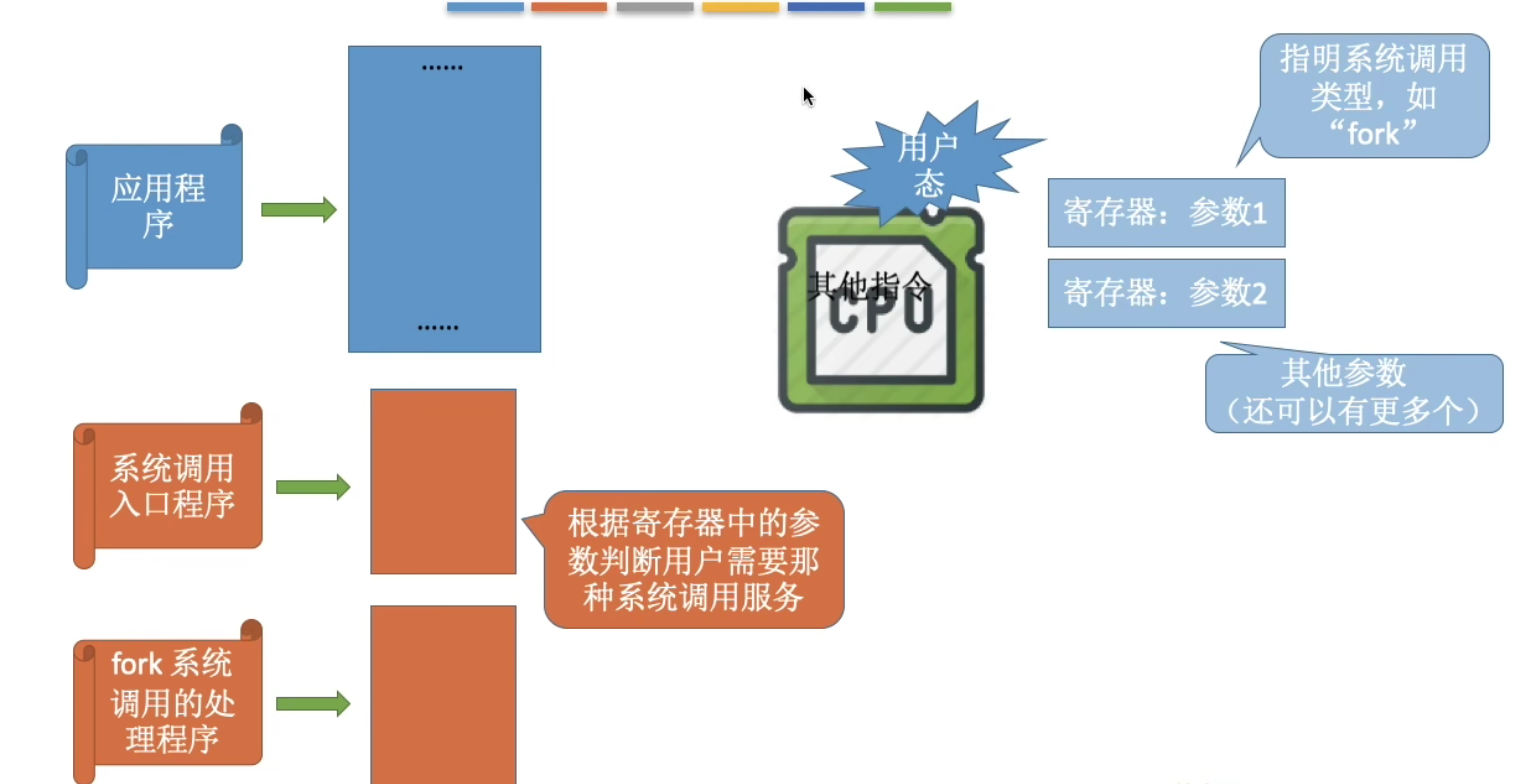 ......
应用程
序
......
用户
态
其他指令
CPU
指明系统调用
类型，如
“fork”
寄存器：参数1
寄存器：参数2
其他参数
（还可以有更多个）
系统调用
入口程序
根据寄存器中的参
数判断用户需要那
种系统调用服务
fork 系统
调用的处
理程序